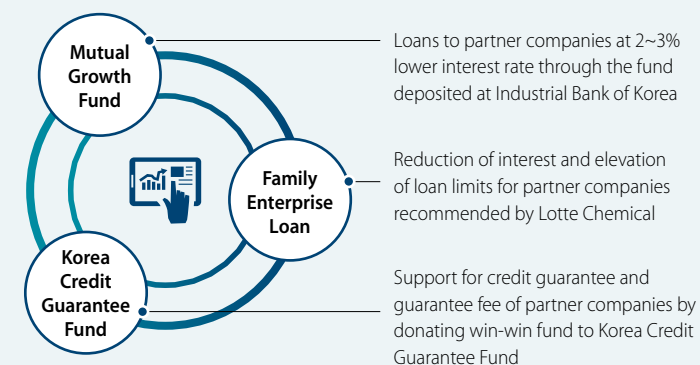 Mutual
Growth
Fund
Loans to partner companies at 2~3%
lower interest rate through the fund
deposited at Industrial Bank of Korea
Family
Enterprise
Loan
Reduction of interest and elevation
of loan limits for partner companies
recommended by Lotte Chemical
Korea
Credit
Guarantee
Fund
Support for credit guarantee and
guarantee fee of partner companies by
donating win-win fund to Korea Credit
Guarantee Fund